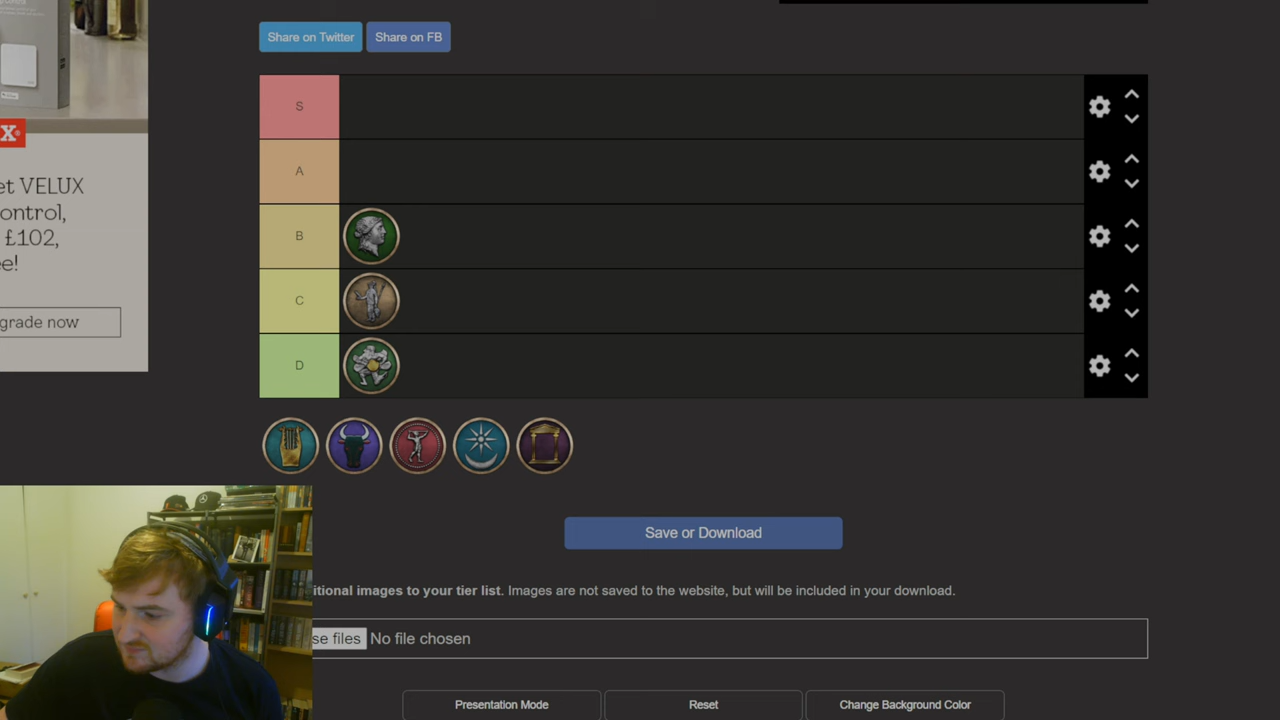 Share on Twitter
Share on FB
S
A
B
C
D
X
et VELUX
ontrol,
£102,
e!
grade now
Save or Download
itional images to your tier list. Images are not saved to the website, but will be included in your download.
se files No file chosen
Presentation Mode
Reset
Change Background Color